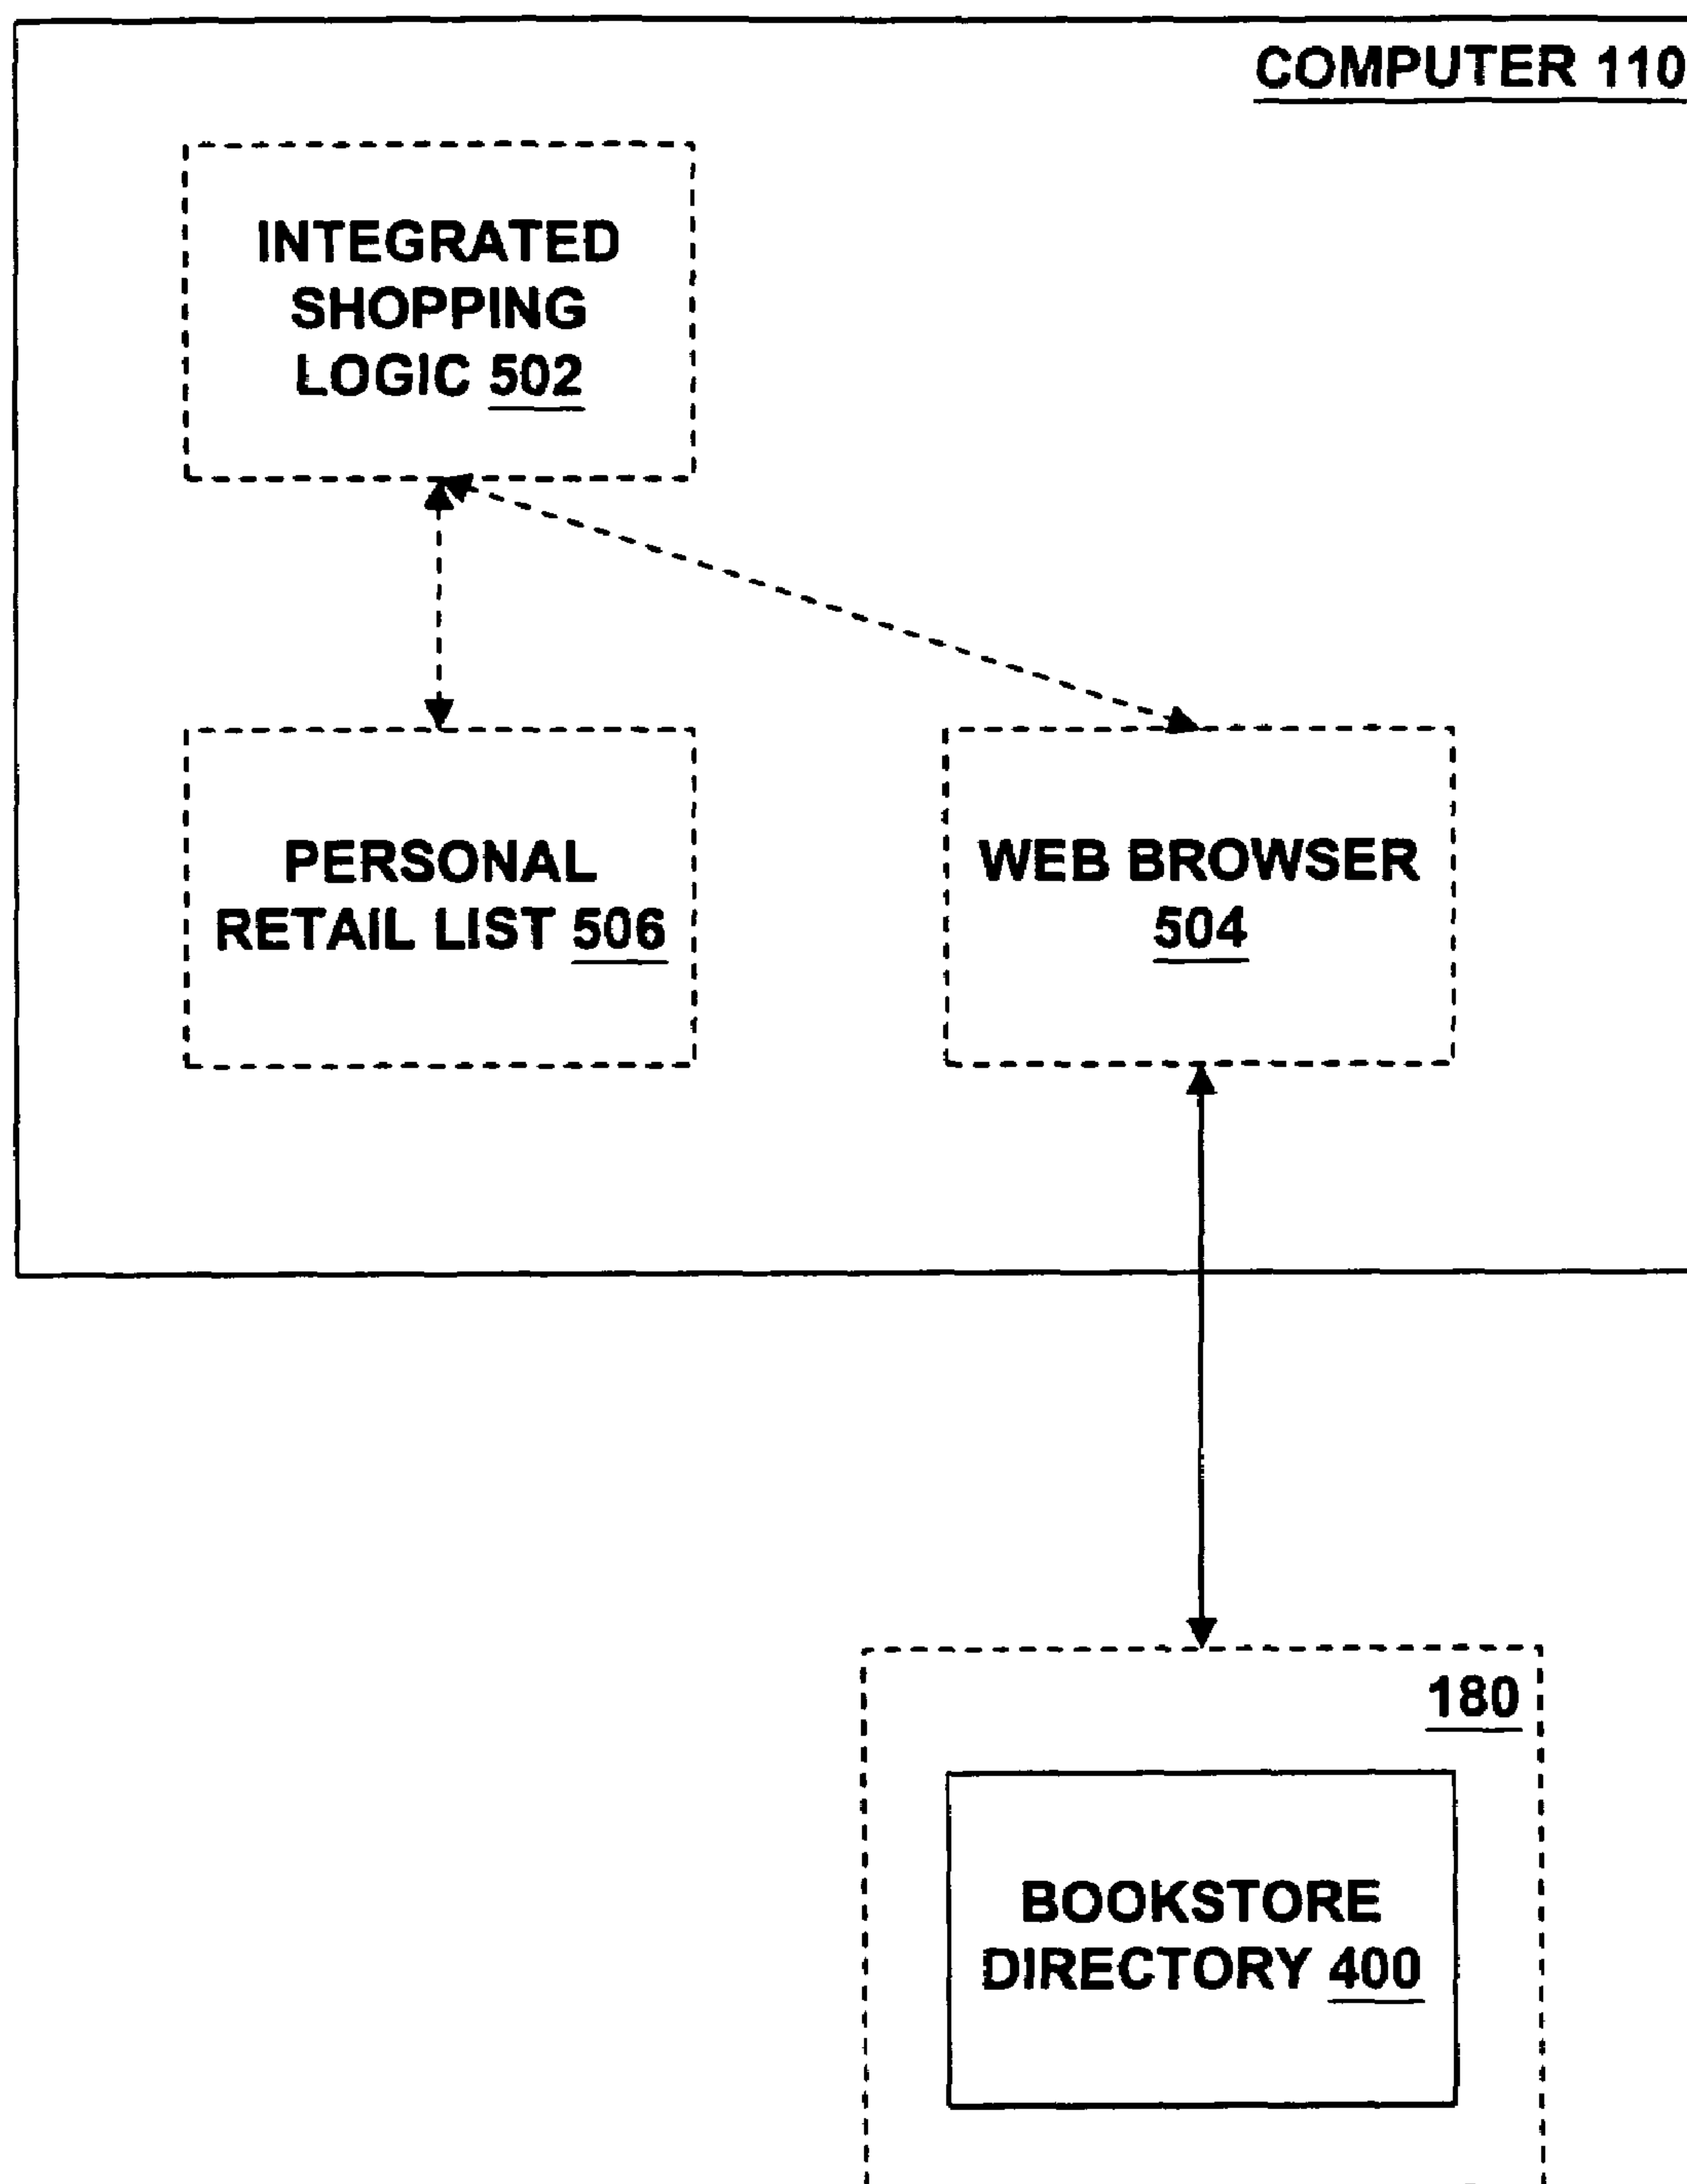 COMPUTER 110
INTEGRATED
SHOPPING
LOGIC 502
PERSONAL
RETAIL LIST 506
WEB BROWSER
504
180
BOOKSTORE
DIRECTORY 400